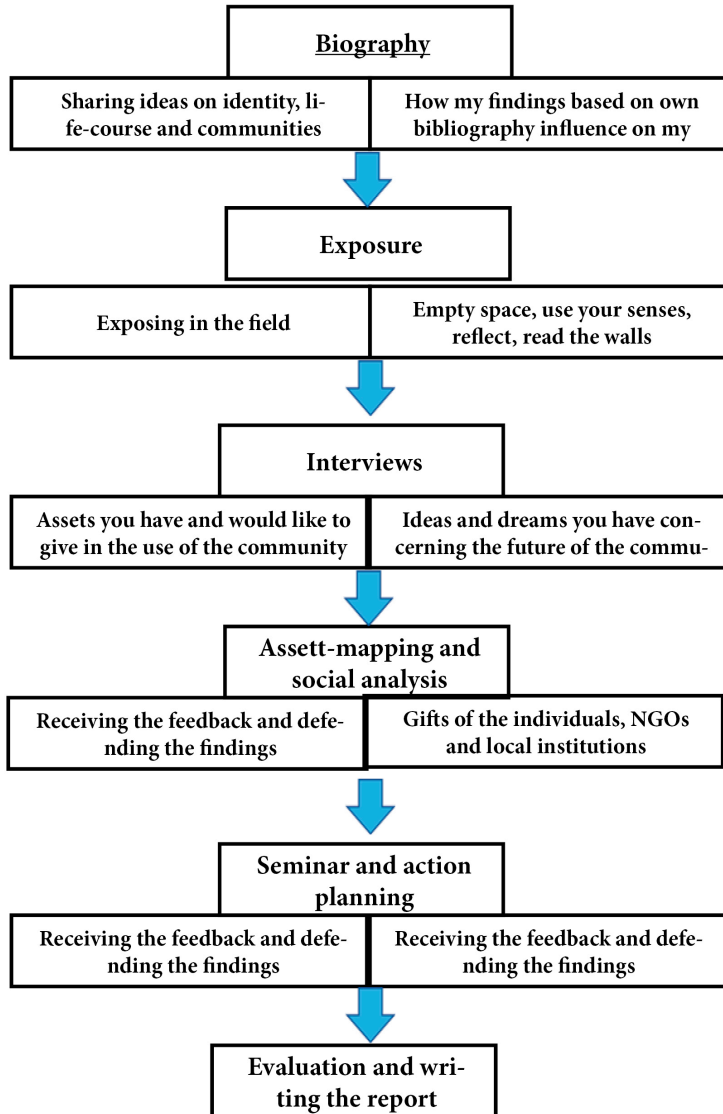 Biography
Sharing ideas on identity, li-
fe-course and communities
How my findings based on own
bibliography influence on my
Exposure
Exposing in the field
Empty space, use your senses,
reflect, read the walls
Interviews
Assets you have and would like to
give in the use of the community
Ideas and dreams you have con-
cerning the future of the commu-
Assett-mapping and
social analysis
Receiving the feedback and defe-
nding the findings
Gifts of the individuals, NGOs
and local institutions
Seminar and action
planning
Receiving the feedback and defe-
nding the findings
Receiving the feedback and defe-
nding the findings
Evaluation and wri-
ting the report